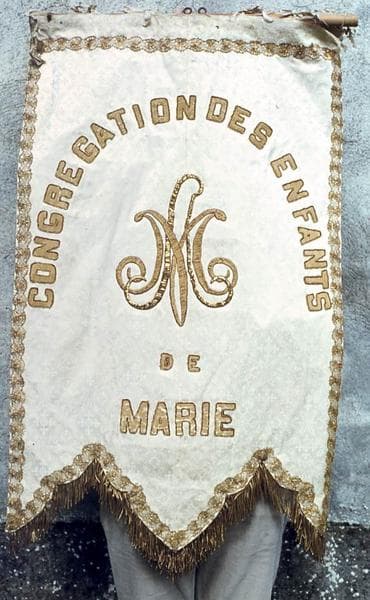 CONGREGATION DES ENFANTS
DE
MARIE